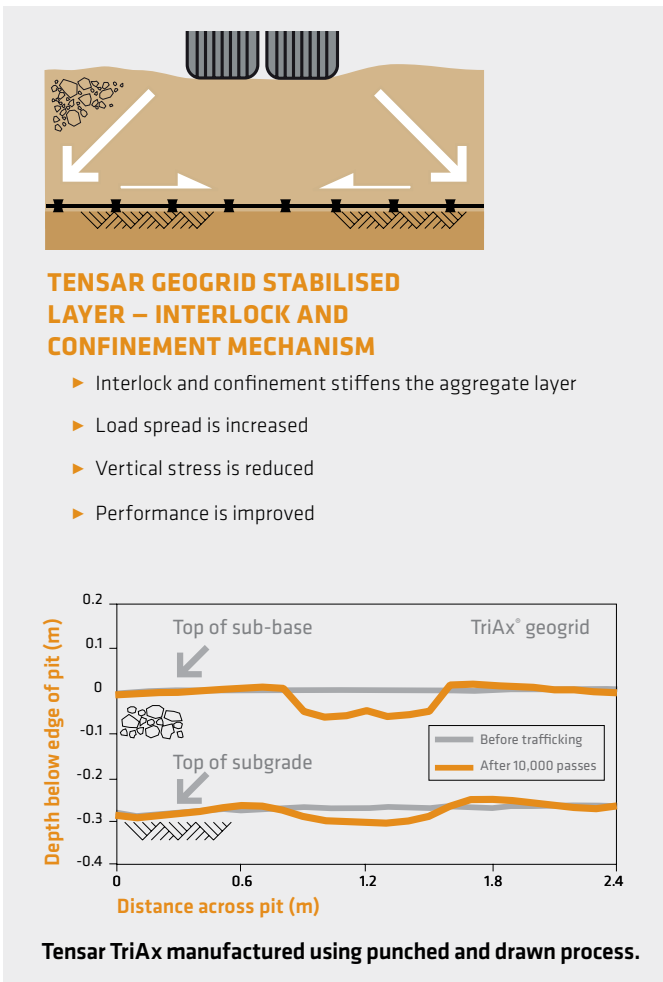 TENSAR GEOGRID STABILISED
LAYER – INTERLOCK AND
CONFINEMENT MECHANISM
► Interlock and confinement stiffens the aggregate layer
► Load spread is increased
► Vertical stress is reduced
► Performance is improved
Depth below edge of pit (m)
0.2
0.1
0
-0.1
-0.2
-0.3
-0.4
Top of sub-base
TriAx® geogrid
Before trafficking
After 10,000 passes
Top of subgrade
0
0.6
1.2
1.8
2.4
Distance across pit (m)
Tensar TriAx manufactured using punched and drawn process.